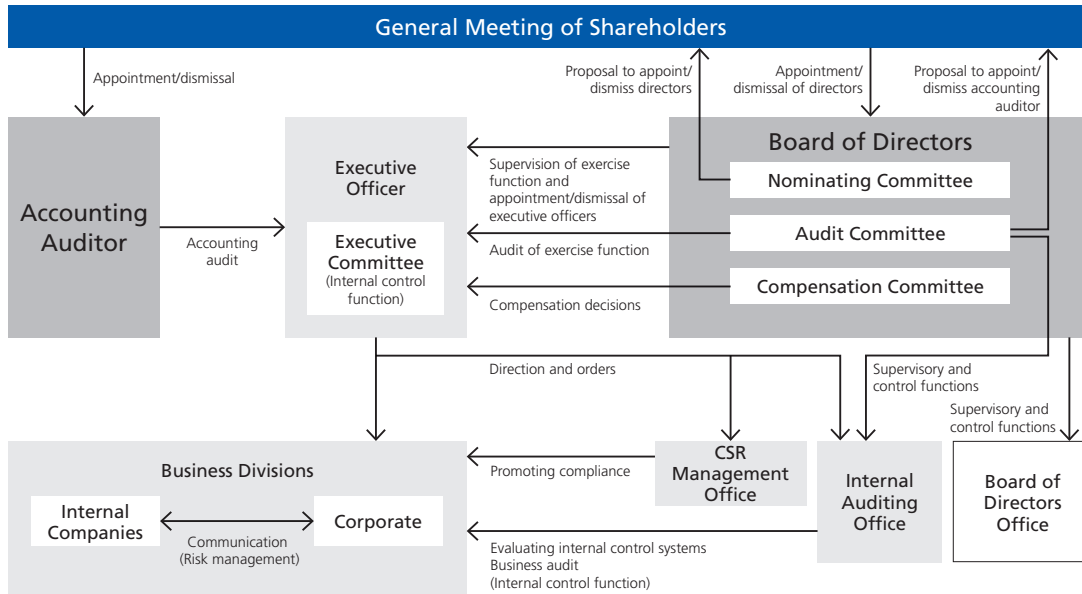 General Meeting of Shareholders
Appointment/dismissal
Proposal to appoint/
dismiss directors
Appointment/
dismissal of directors
Proposal to appoint/
dismiss accounting
auditor
Accounting
Auditor
Accounting
audit
Executive
Officer
Executive
Committee
(Internal control
function)
Supervision of exercise
function and
appointment/dismissal of
executive officers
Audit of exercise function
Compensation decisions
Board of Directors
Nominating Committee
Audit Committee
Compensation Committee
Direction and orders
Supervisory and
control functions
Supervisory and
control functions
Business Divisions
Internal
Companies
Communication
(Risk management)
Corporate
Promoting compliance
CSR
Management
Office
Evaluating internal control systems
Business audit
(Internal control function)
Internal
Auditing
Office
Board of
Directors
Office